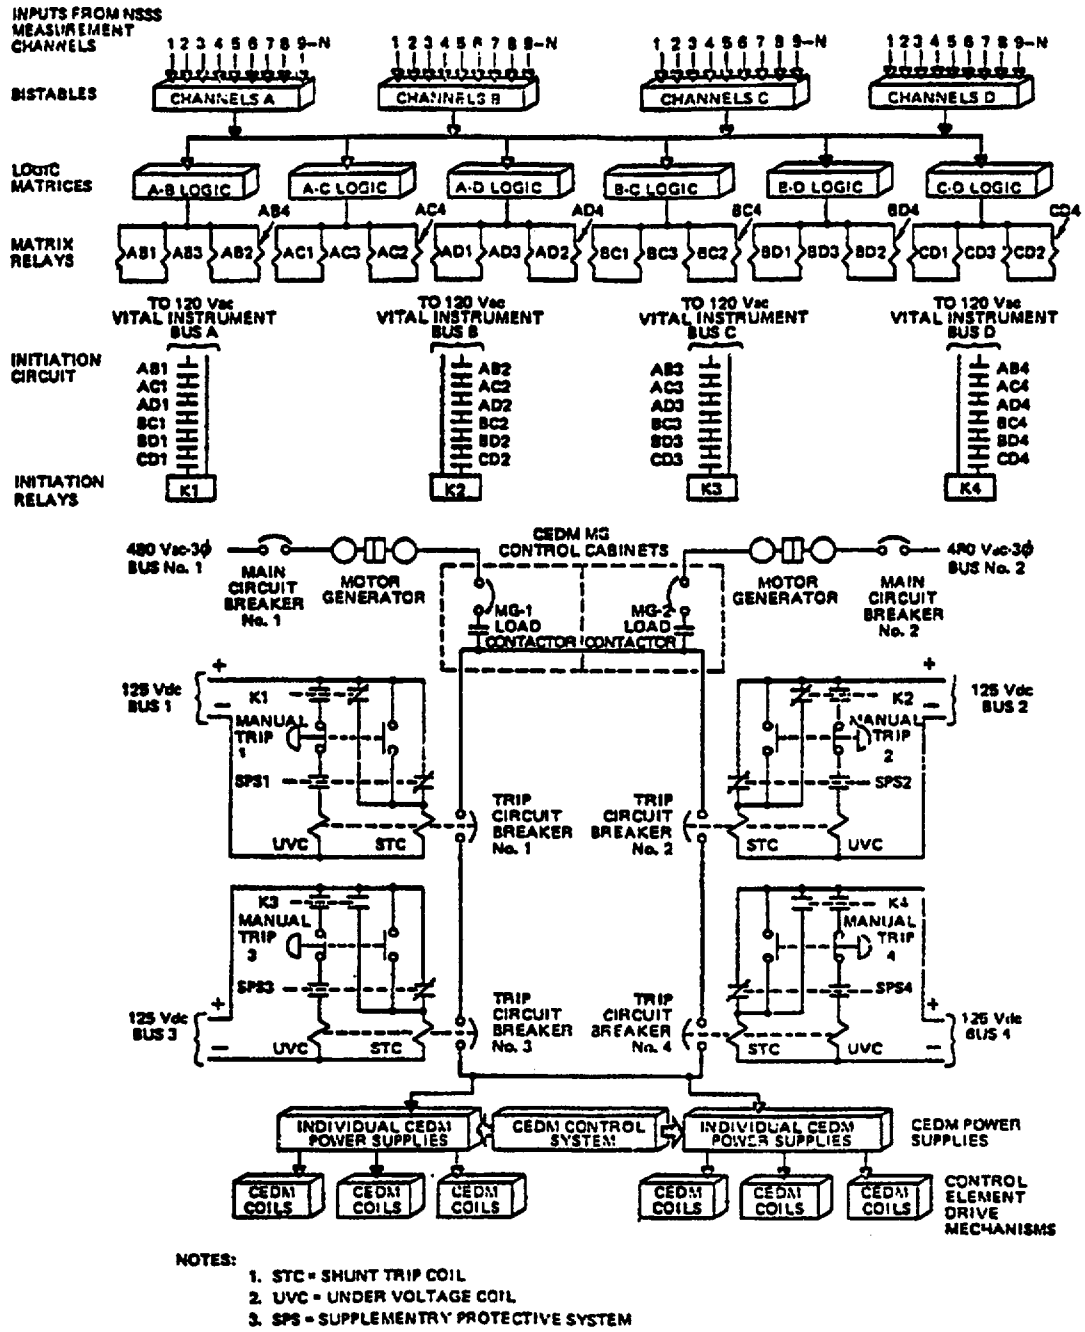 INPUTS FROM NSSS
MEASUREMENT
CHANNELS
1 2 3 4 5 6 7 8 9-N
1 2 3 4 5 6 7 8 9-N
1 2 3 4 5 6 7 8 9-N
1 2 3 4 5 6 7 8 9-N
BISTABLES
CHANNELS A
CHANNELS B
CHANNELS C
CHANNELS D
LOGIC
MATRICES
A-B LOGIC
A-C LOGIC
A-D LOGIC
B-C LOGIC
B-D LOGIC
C-D LOGIC
AB4
AC4
AD4
BC4
BD4
CD4
MATRIX
RELAYS
AB1 AB3 AB2
AC1 AC3 AC2
AD1 AD3 AD2
BC1 BC3 BC2
BD1 BD3 BD2
CD1 CD3 CD2
TO 120 Vac
VITAL INSTRUMENT
BUS A
TO 120 Vac
VITAL INSTRUMENT
BUS B
TO 120 Vac
VITAL INSTRUMENT
BUS C
TO 120 Vac
VITAL INSTRUMENT
BUS D
INITIATION
CIRCUIT
AB1
AC1
AD1
BC1
BD1
CD1
AB2
AC2
AD2
BC2
BD2
CD2
AB3
AC3
AD3
BC3
BD3
CD3
AB4
AC4
AD4
BC4
BD4
CD4
INITIATION
RELAYS
K1
K2
K3
K4
480 Vac-3ϕ
BUS No. 1
MAIN
CIRCUIT
BREAKER
No. 1
MOTOR
GENERATOR
CEDM MG
CONTROL CABINETS
MG-1
LOAD
CONTACTOR
MG-2
LOAD
CONTACTOR
MOTOR
GENERATOR
MAIN
CIRCUIT
BREAKER
No. 2
480 Vac-3ϕ
BUS No. 2
125 Vdc
BUS 1
+
−
K1
MANUAL
TRIP
1
SPS1
UVC
STC
TRIP
CIRCUIT
BREAKER
No. 1
TRIP
CIRCUIT
BREAKER
No. 2
K2
MANUAL
TRIP
2
SPS2
STC
UVC
+
−
125 Vdc
BUS 2
K3
MANUAL
TRIP
3
SPS3
+
−
125 Vdc
BUS 3
UVC
STC
TRIP
CIRCUIT
BREAKER
No. 3
TRIP
CIRCUIT
BREAKER
No. 4
K4
MANUAL
TRIP
4
SPS4
STC
UVC
+
−
125 Vdc
BUS 4
INDIVIDUAL CEDM
POWER SUPPLIES
CEDM CONTROL
SYSTEM
INDIVIDUAL CEDM
POWER SUPPLIES
CEDM POWER
SUPPLIES
CEDM
COILS
CEDM
COILS
CEDM
COILS
CEDM
COILS
CEDM
COILS
CEDM
COILS
CONTROL
ELEMENT
DRIVE
MECHANISMS
NOTES:
1. STC = SHUNT TRIP COIL
2. UVC = UNDER VOLTAGE COIL
3. SPS = SUPPLEMENTRY PROTECTIVE SYSTEM